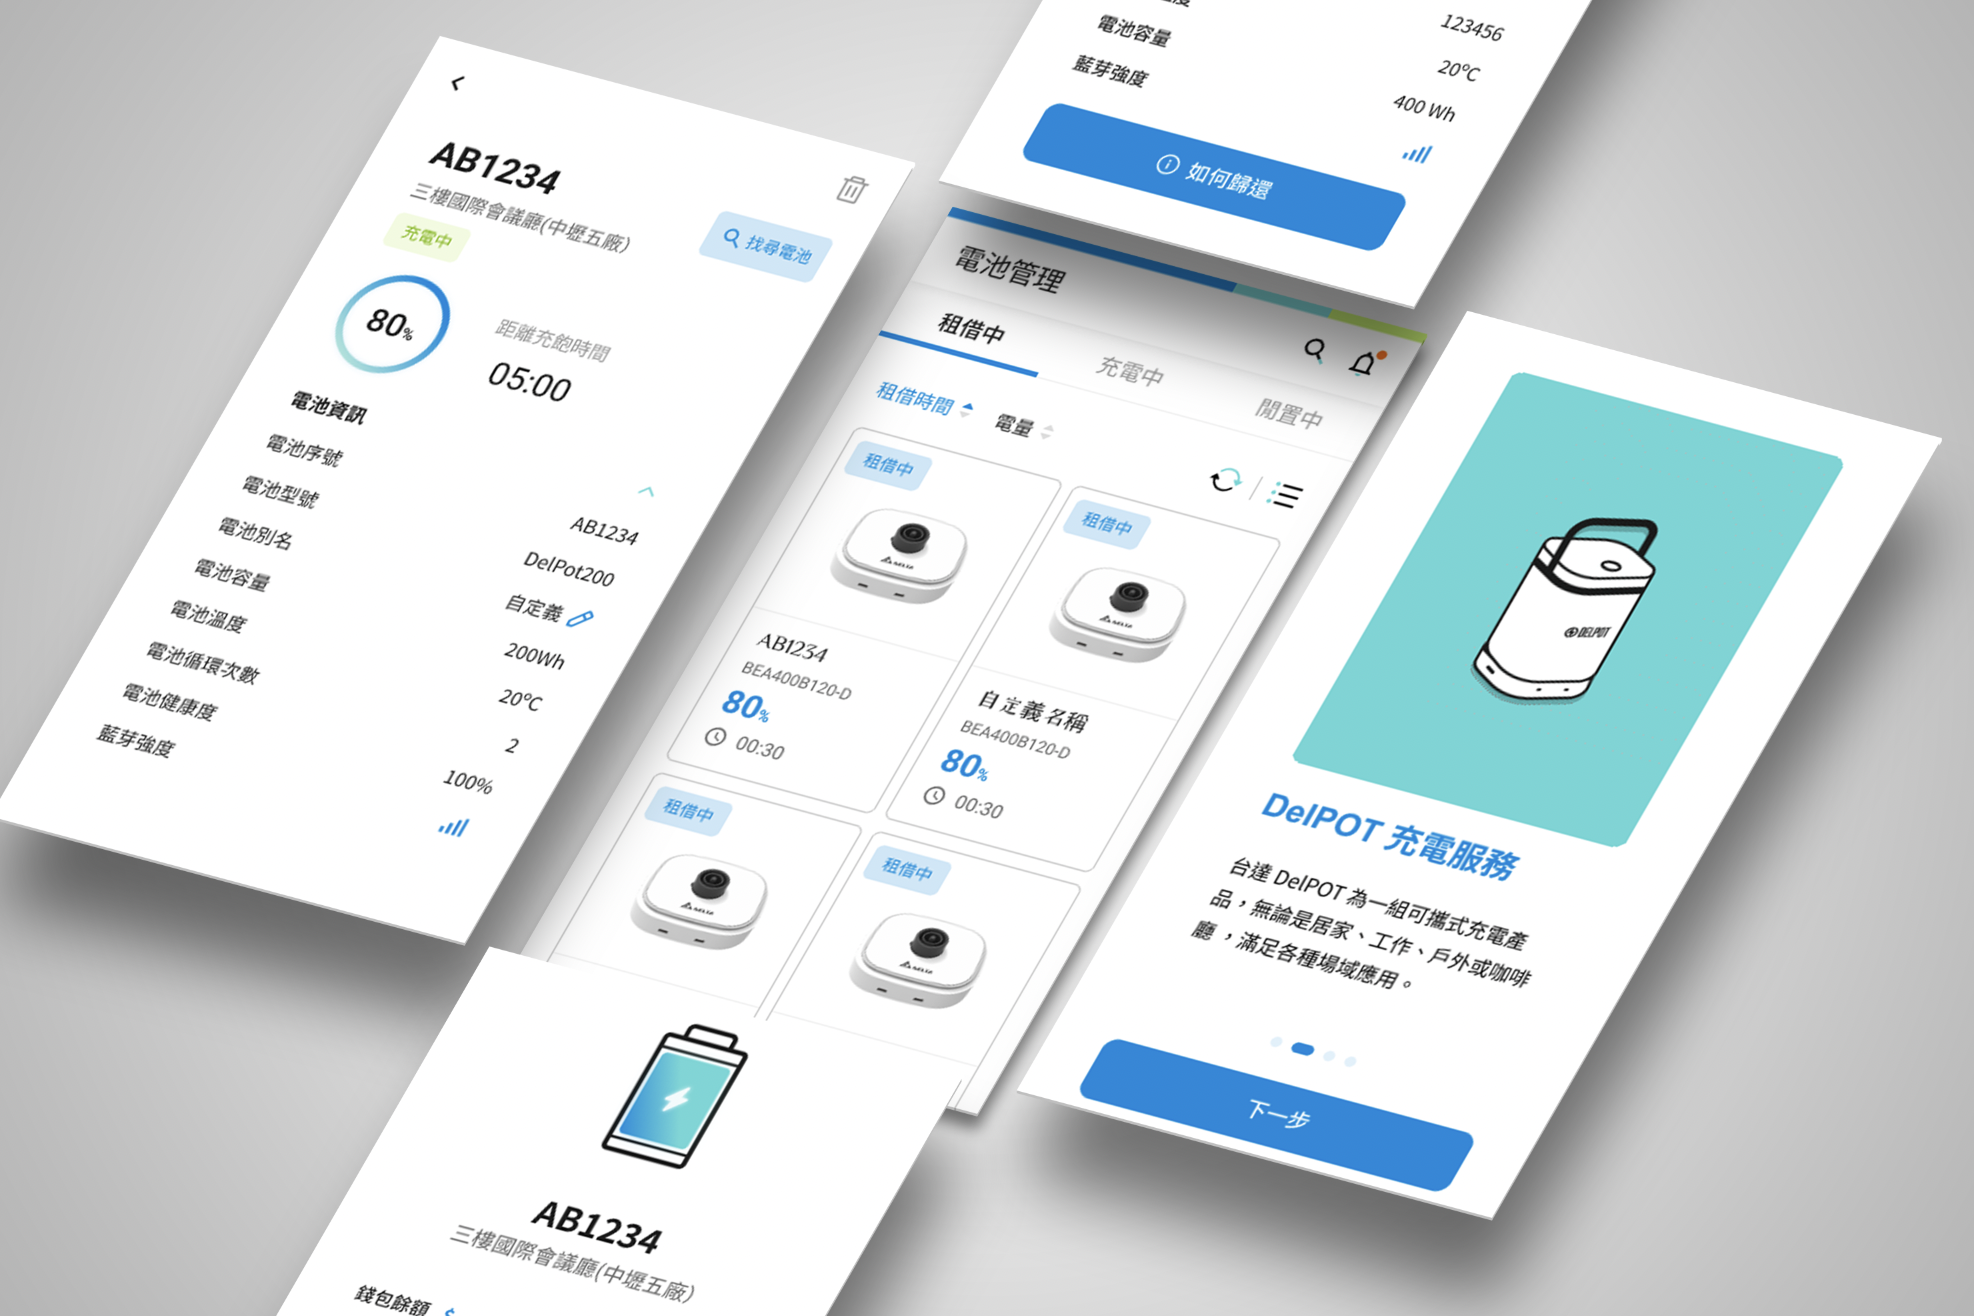 AB1234
三樓國際會議廳(中壢五廠)
充電中
找尋電池
80%
距離充飽時間
05:00
電池資訊
電池序號
AB1234
電池型號
DelPot200
電池別名
自定義
電池容量
200Wh
電池溫度
20°C
電池循環次數
2
電池健康度
100%
藍芽強度
123456
電池容量
20°C
藍芽強度
400 Wh
如何歸還
電池管理
租借中
充電中
閒置中
租借時間
電量
租借中
DELTA
AB1234
BEA400B120-D
80%
00:30
租借中
DELTA
自定義名稱
BEA400B120-D
80%
00:30
租借中
DELTA
租借中
DELTA
DELPOT
DelPOT 充電服務
台達 DelPOT 為一組可攜式充電產
品，無論是居家、工作、戶外或咖啡
廳 ，滿足各種場域應用。
下一步
AB1234
三樓國際會議廳(中壢五廠)
錢包餘額